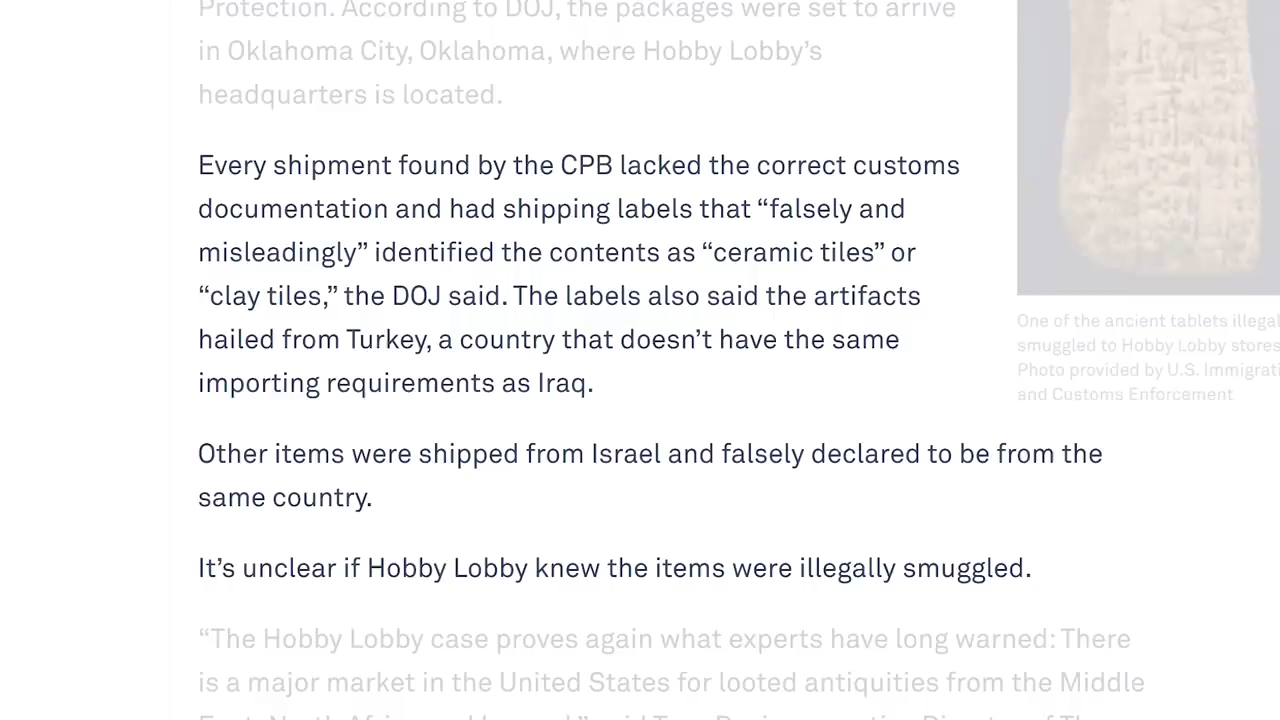 Protection. According to DOJ, the packages were set to arrive
in Oklahoma City, Oklahoma, where Hobby Lobby’s
headquarters is located.
Every shipment found by the CPB lacked the correct customs
documentation and had shipping labels that “falsely and
misleadingly” identified the contents as “ceramic tiles” or
“clay tiles,” the DOJ said. The labels also said the artifacts
hailed from Turkey, a country that doesn’t have the same
importing requirements as Iraq.
One of the ancient tablets illegal
smuggled to Hobby Lobby stores
Photo provided by U.S. Immigrati
and Customs Enforcement
Other items were shipped from Israel and falsely declared to be from the
same country.
It’s unclear if Hobby Lobby knew the items were illegally smuggled.
“The Hobby Lobby case proves again what experts have long warned: There
is a major market in the United States for looted antiquities from the Middle